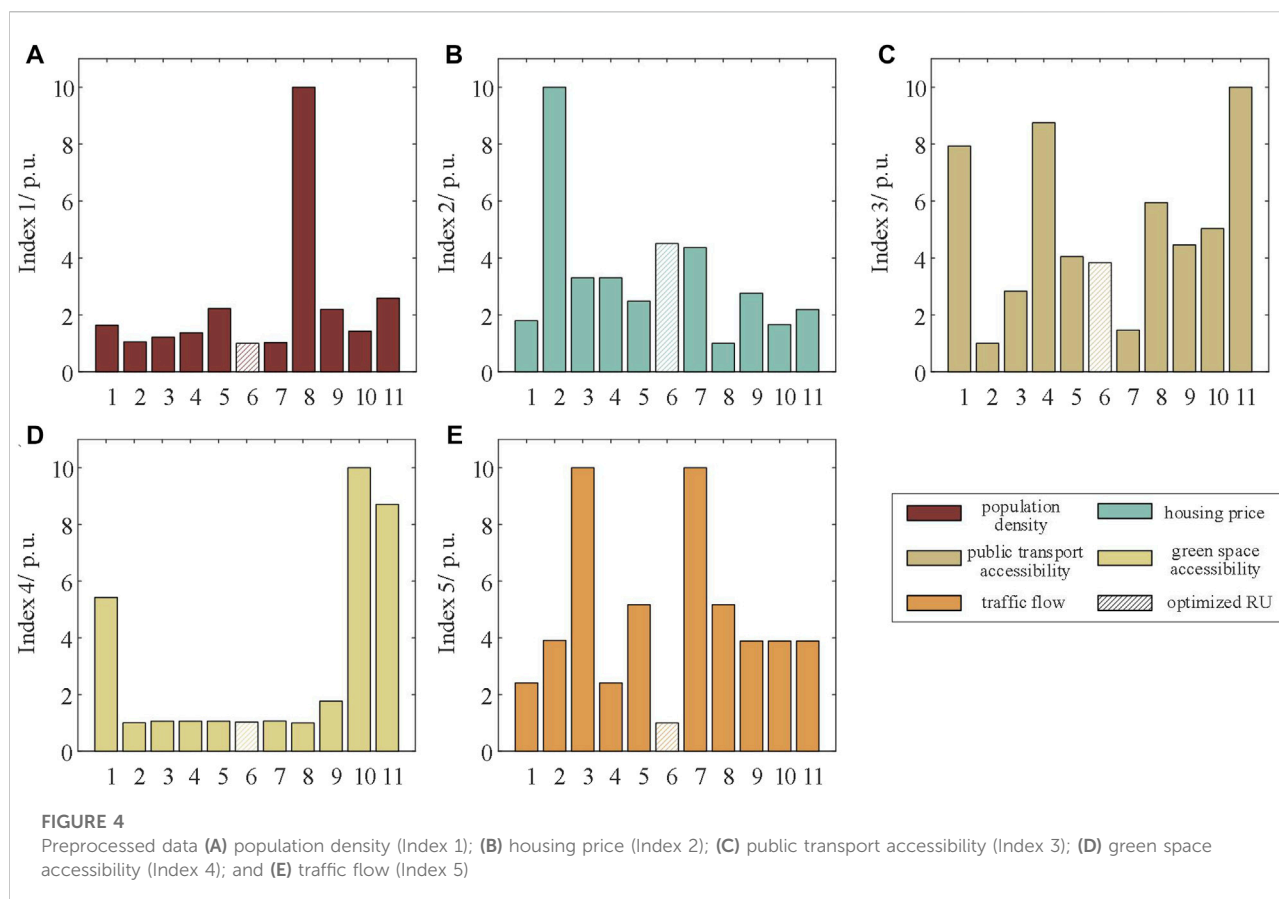 A
Index 1/ p.u.
10
8
6
4
2
0
1 2 3 4 5 6 7 8 9 10 11
B
Index 2/ p.u.
10
8
6
4
2
0
1 2 3 4 5 6 7 8 9 10 11
C
Index 3/ p.u.
10
8
6
4
2
0
1 2 3 4 5 6 7 8 9 10 11
D
Index 4/ p.u.
10
8
6
4
2
0
1 2 3 4 5 6 7 8 9 10 11
E
Index 5/ p.u.
10
8
6
4
2
0
1 2 3 4 5 6 7 8 9 10 11
population
density
housing price
public transport
accessibility
green space
accessibility
traffic flow
optimized RU
FIGURE 4
Preprocessed data (A) population density (Index 1); (B) housing price (Index 2); (C) public transport accessibility (Index 3); (D) green space
accessibility (Index 4); and (E) traffic flow (Index 5)